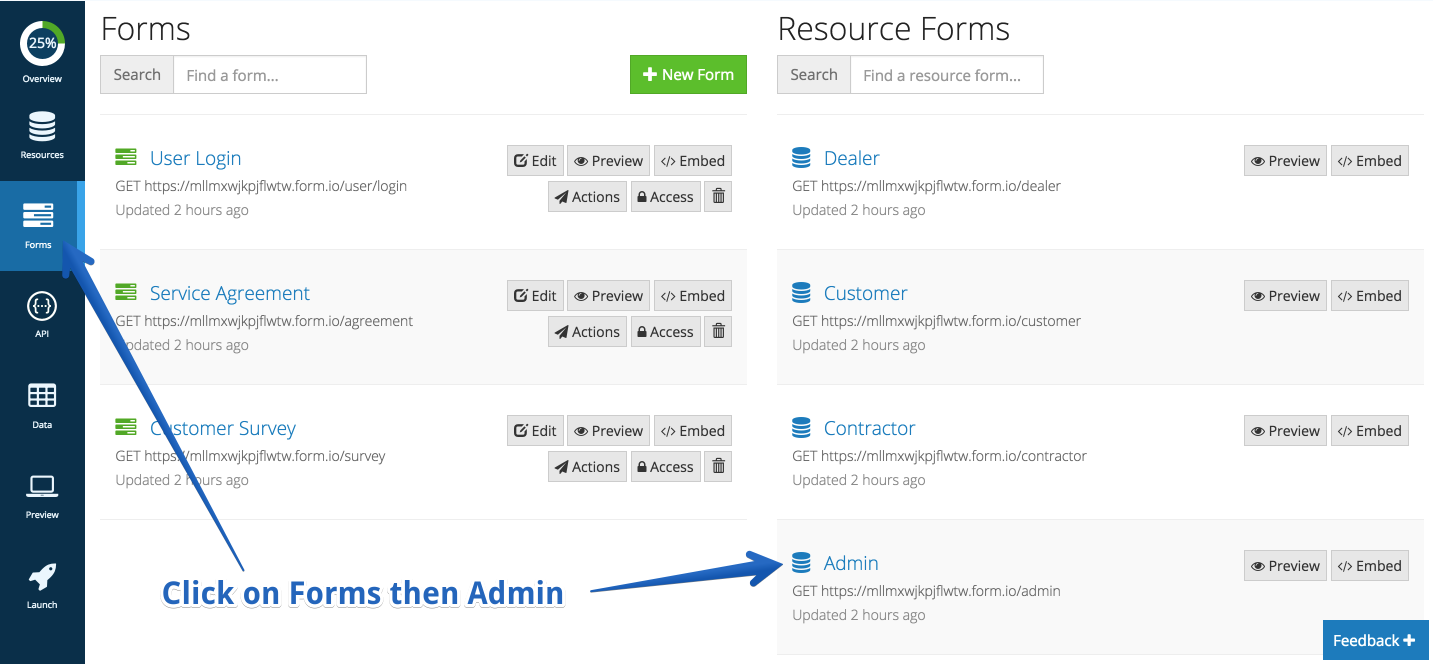 25%
Overview
Resources
Forms
API
Data
Preview
Launch
Forms
Search Find a form...
+ New Form
User Login
Edit Preview </> Embed
GET https://mllmxwjkpjflwtw.form.io/user/login
Actions Access
Updated 2 hours ago
Service Agreement
Edit Preview </> Embed
GET https://mllmxwjkpjflwtw.form.io/agreement
Actions Access
Updated 2 hours ago
Customer Survey
Edit Preview </> Embed
GET https://mllmxwjkpjflwtw.form.io/survey
Actions Access
Updated 2 hours ago
Click on Forms then Admin
Resource Forms
Search Find a resource form...
Dealer
Preview </> Embed
GET https://mllmxwjkpjflwtw.form.io/dealer
Updated 2 hours ago
Customer
Preview </> Embed
GET https://mllmxwjkpjflwtw.form.io/customer
Updated 2 hours ago
Contractor
Preview </> Embed
GET https://mllmxwjkpjflwtw.form.io/contractor
Updated 2 hours ago
Admin
Preview </> Embed
GET https://mllmxwjkpjflwtw.form.io/admin
Updated 2 hours ago
Feedback +